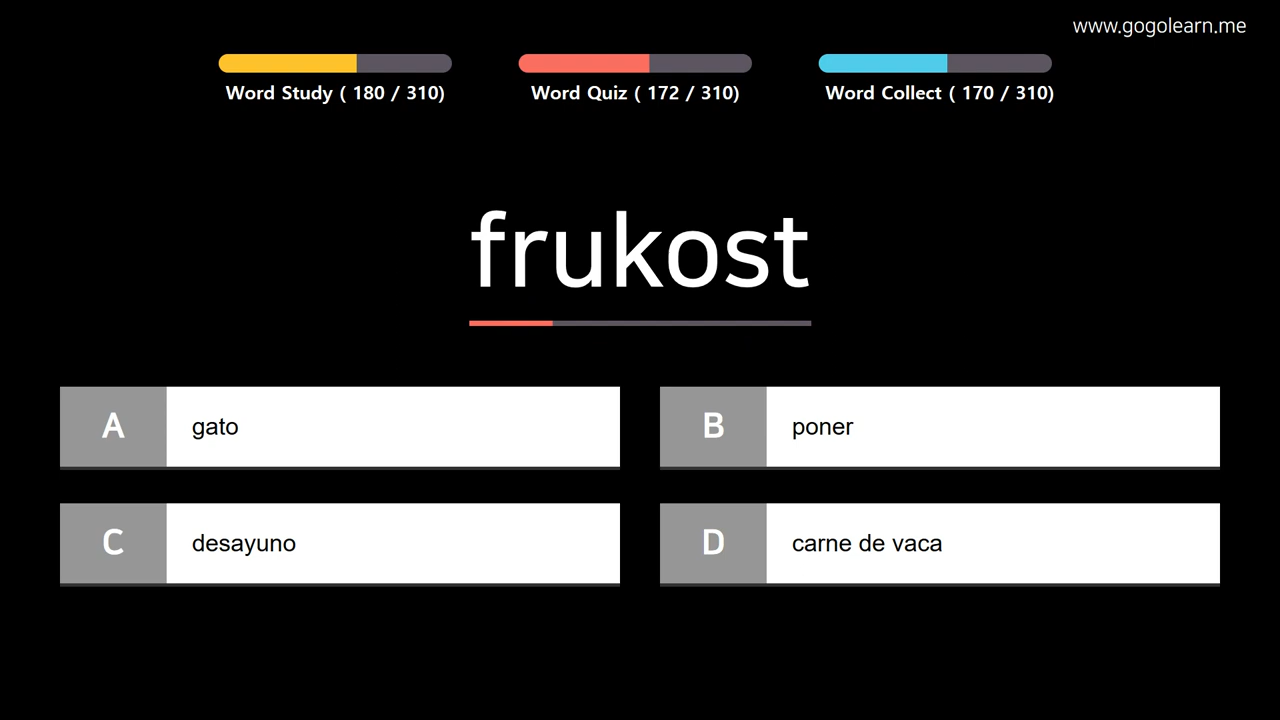 www.gogolearn.me
Word Study ( 180 / 310)
Word Quiz ( 172 / 310)
Word Collect ( 170 / 310)
frukost
A gato
B poner
C desayuno
D carne de vaca